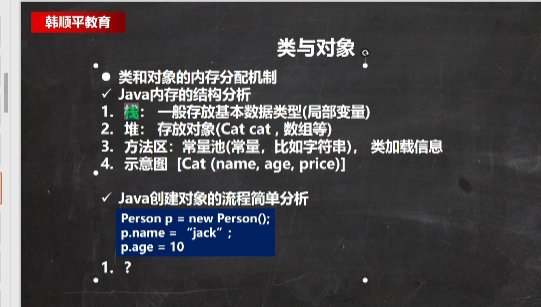 韩顺平教育
类与对象
● 类和对象的内存分配机制
✓ Java内存的结构分析
1. 栈： 一般存放基本数据类型(局部变量)
2. 堆： 存放对象(Cat cat , 数组等)
3. 方法区：常量池(常量，比如字符串)， 类加载信息
4. 示意图 [Cat (name, age, price)]
✓ Java创建对象的流程简单分析
Person p = new Person();
p.name = “jack”;
p.age = 10
1. ?